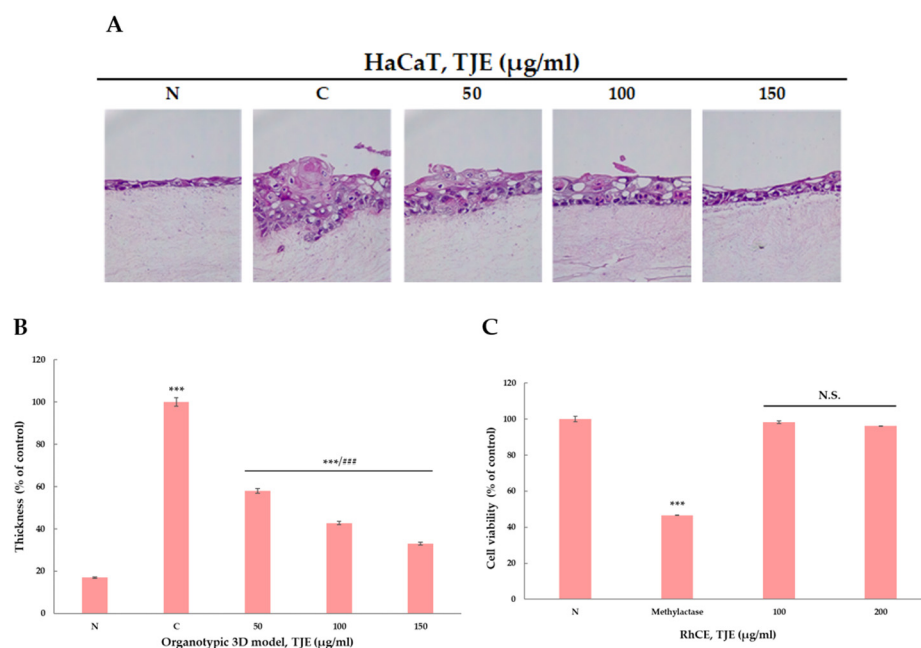 A
HaCaT, TJE (µg/ml)
N C 50 100 150
B
Thickness (% of control)
120
100
80
60
40
20
0
***
***/###
N C 50 100 150
Organotypic 3D model, TJE (µg/ml)
C
Cell viability (% of control)
120
100
80
60
40
20
0
***
N.S.
N Methylactase 100 200
RhCE, TJE (µg/ml)